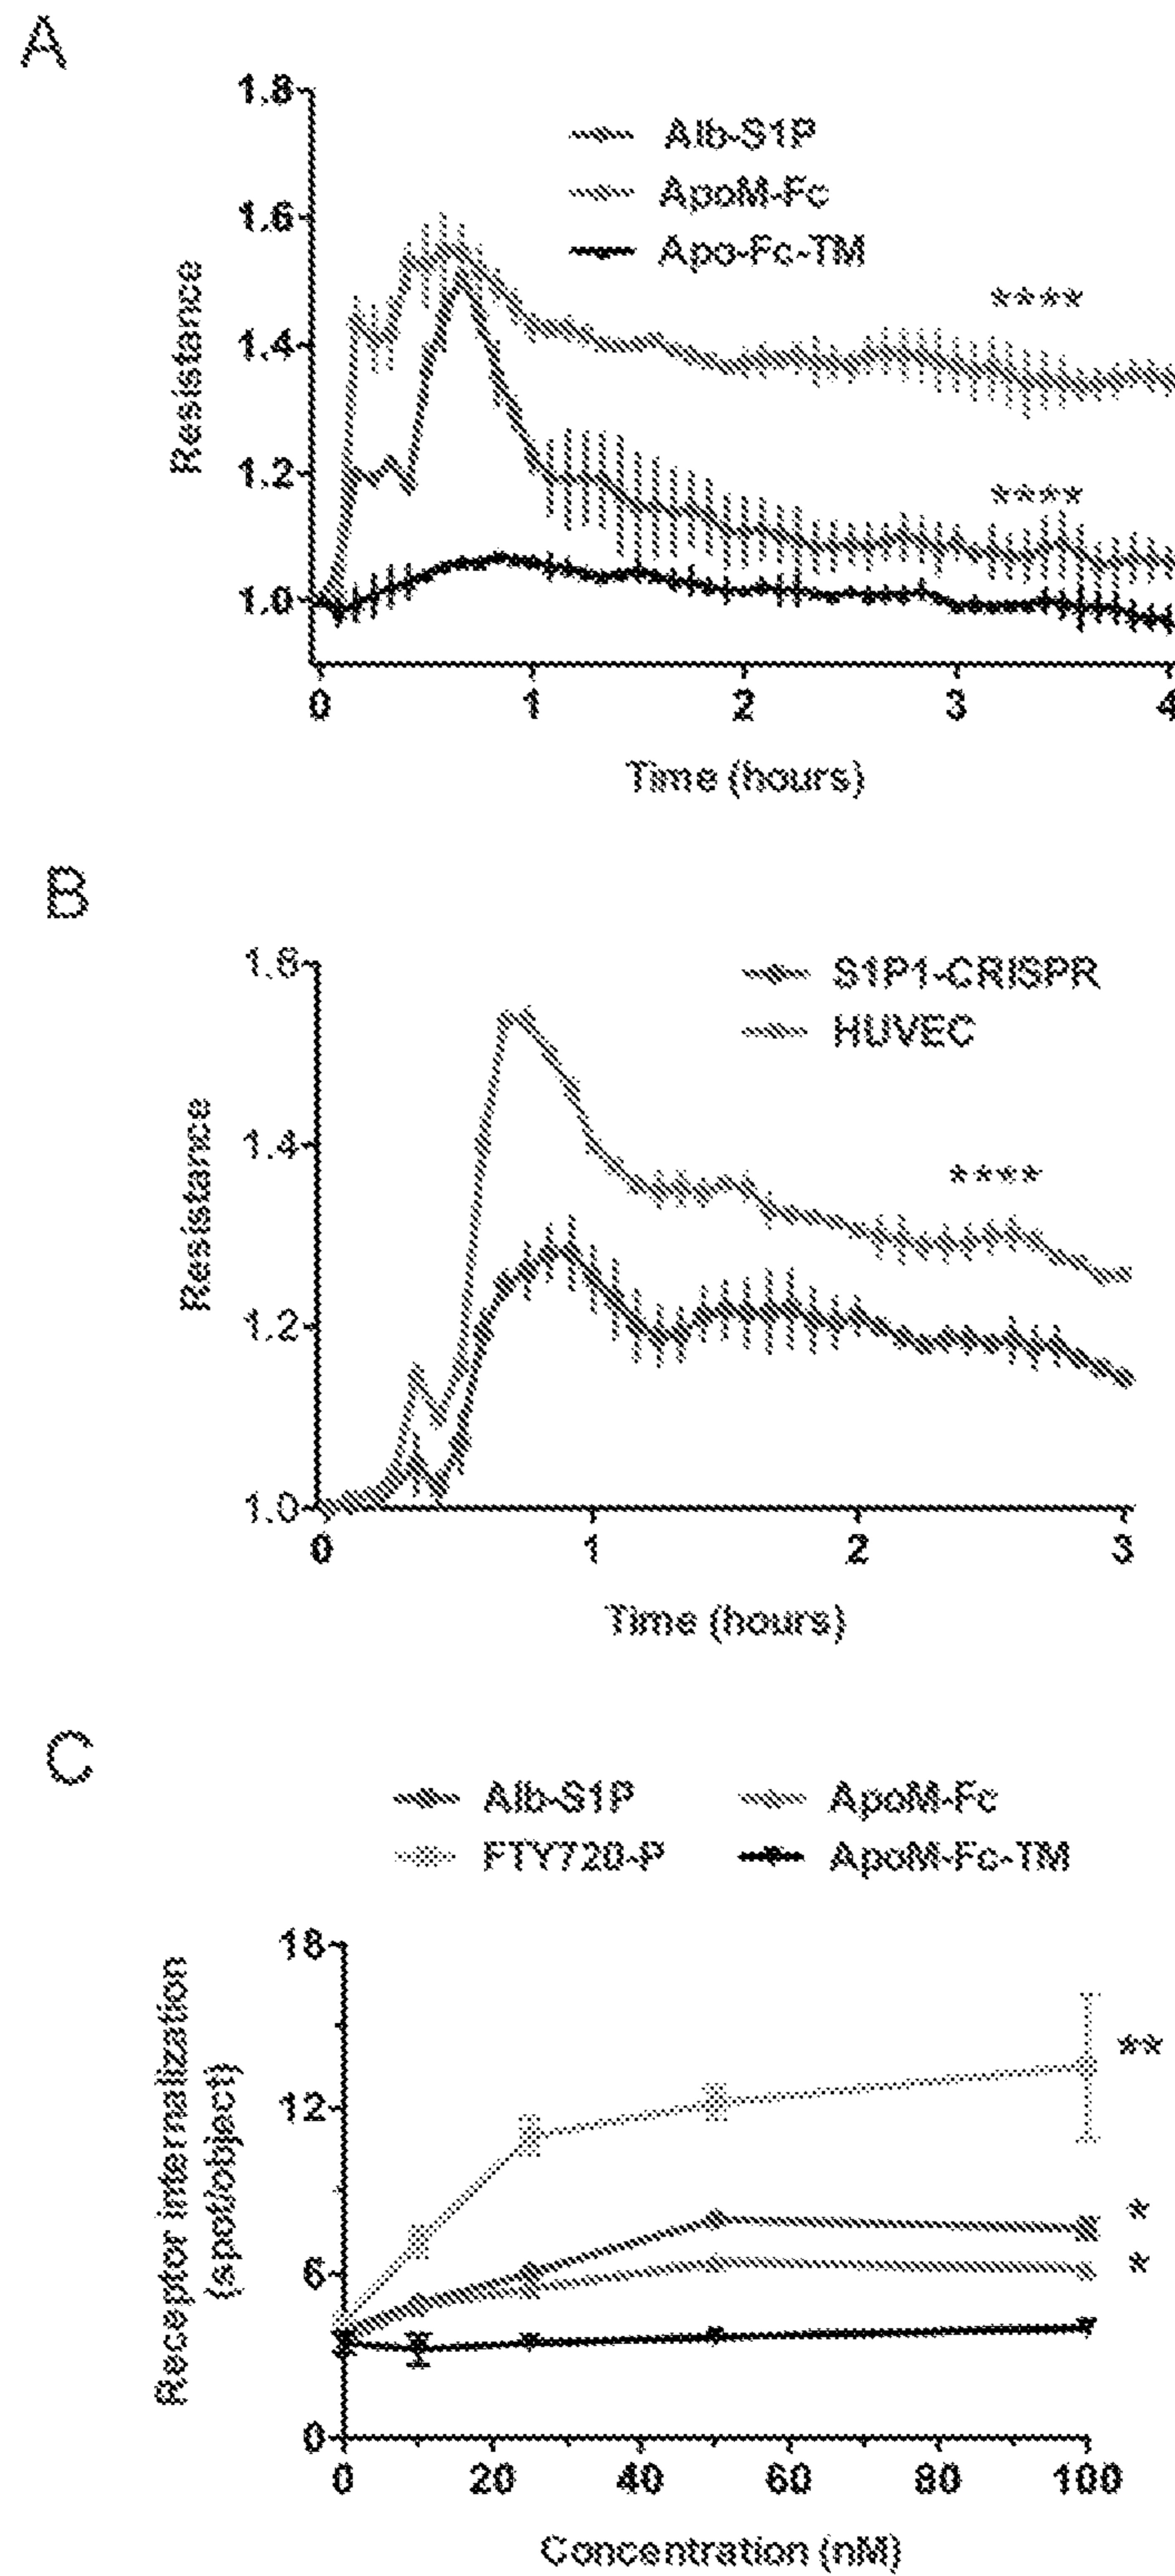 A
1.8
1.6
1.4
1.2
1.0
Resistance
Alb-S1P
ApoM-Fc
Apo-Fc-TM
****
****
0 1 2 3 4
Time (hours)
B
1.6
1.4
1.2
1.0
Resistance
S1P1-CRISPR
HUVEC
****
0 1 2 3
Time (hours)
C
Alb-S1P ApoM-Fc
FTY720-P ApoM-Fc-TM
18
12
6
0
Receptor internalization
(spot/object)
**
*
*
0 20 40 60 80 100
Concentration (nM)